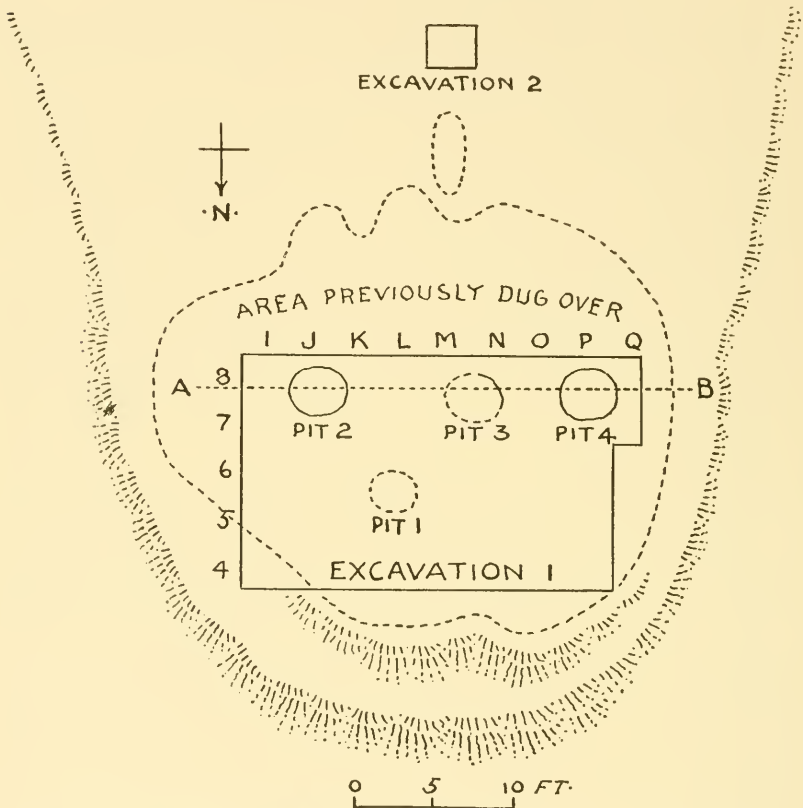 EXCAVATION 2
·N·
AREA PREVIOUSLY DUG OVER
I J K L M N O P Q
A 8 B
7
PIT 2 PIT 3 PIT 4
6
5
PIT 1
4 EXCAVATION 1
0 5 10 FT.